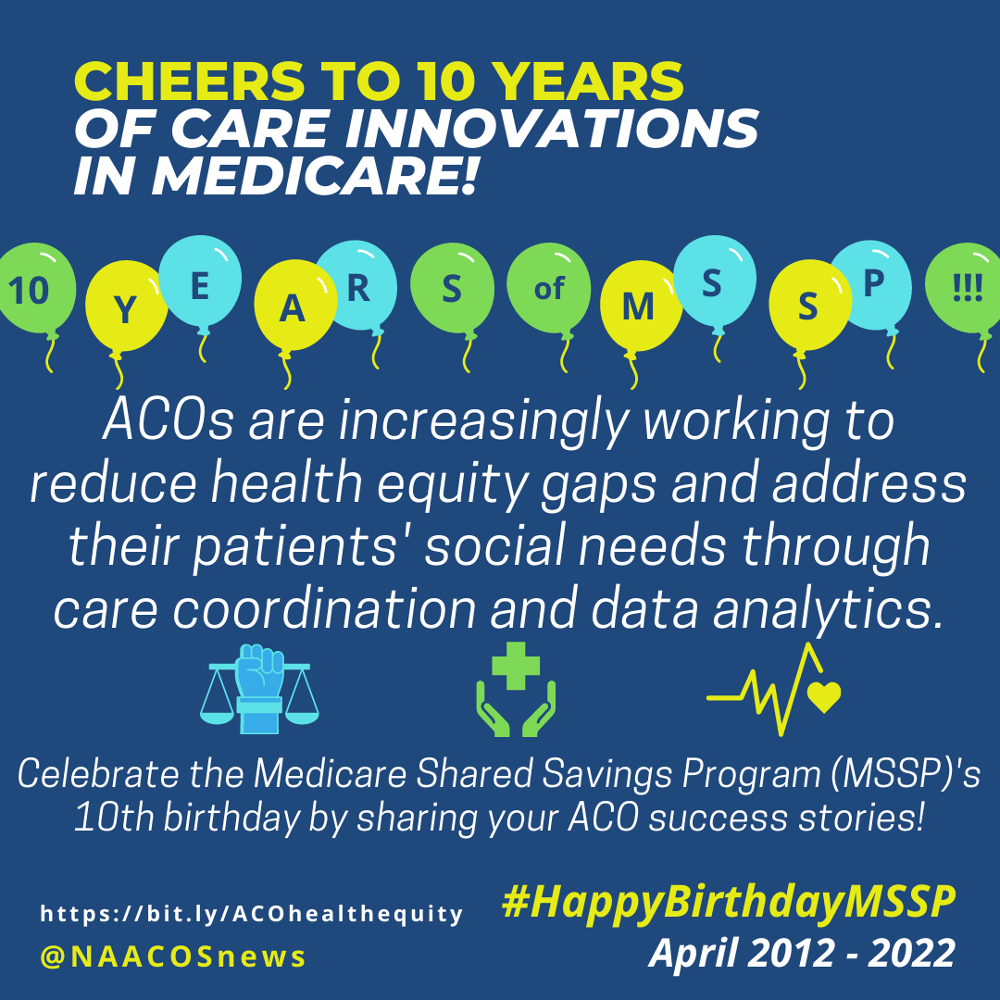 CHEERS TO 10 YEARS
OF CARE INNOVATIONS
IN MEDICARE!
10 Y E A R S of M S S P !!!
ACOs are increasingly working to
reduce health equity gaps and address
their patients' social needs through
care coordination and data analytics.
Celebrate the Medicare Shared Savings Program (MSSP)'s
10th birthday by sharing your ACO success stories!
https://bit.ly/ACOhealthequity
@NAACOSnews
#HappyBirthdayMSSP
April 2012 - 2022